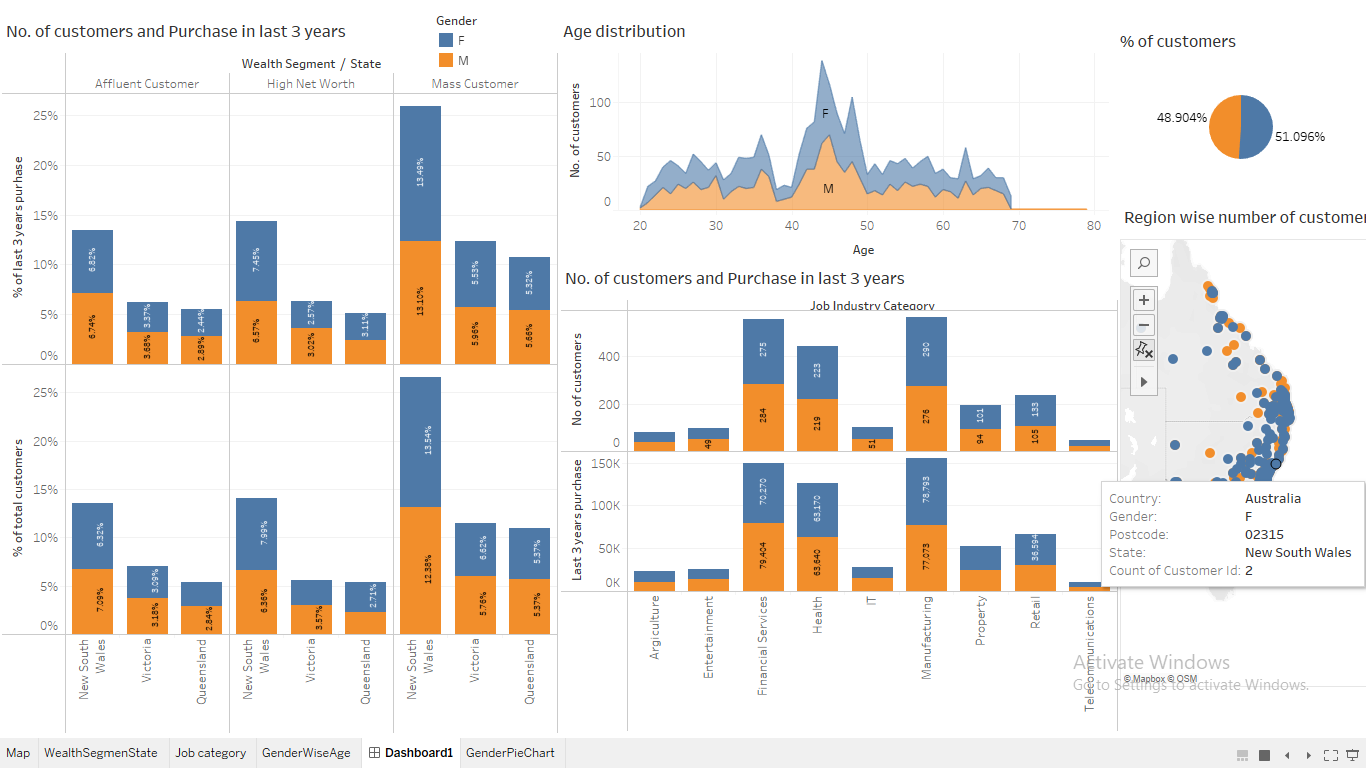 No. of customers and Purchase in last 3 years
Gender
F
M
Wealth Segment / State
Affluent Customer
High Net Worth
Mass Customer
% of last 3 years purhase
25%
20%
15%
10%
5%
0%
6.82%
6.74%
3.37%
3.68%
2.44%
2.89%
7.45%
6.57%
2.57%
3.02%
3.11%
13.49%
13.10%
5.53%
5.96%
5.32%
5.66%
% of total customers
25%
20%
15%
10%
5%
0%
6.32%
7.09%
3.09%
3.18%
2.84%
7.99%
6.36%
3.57%
2.71%
13.54%
12.38%
6.62%
5.76%
5.37%
5.37%
New South Wales
Victoria
Queensland
New South Wales
Victoria
Queensland
New South Wales
Victoria
Queensland
Age distribution
No. of customers
100
50
0
F
M
20
30
40
50
60
70
80
Age
No. of customers and Purchase in last 3 years
Job Industry Category
No of customers
400
200
0
49
275
284
223
219
51
290
276
101
94
133
105
Last 3 years purchase
150K
100K
50K
0K
70,270
79,404
63,170
63,640
78,793
77,073
36,594
Argiculture
Entertainment
Financial Services
Health
IT
Manufacturing
Property
Retail
Telecommunications
% of customers
48.904%
51.096%
Region wise number of customer
Country: Australia
Gender: F
Postcode: 02315
State: New South Wales
Count of Customer Id: 2
Activate Windows
Go to Settings to activate Windows.
© Mapbox © OSM
Map
WealthSegmenState
Job category
GenderWiseAge
Dashboard1
GenderPieChart